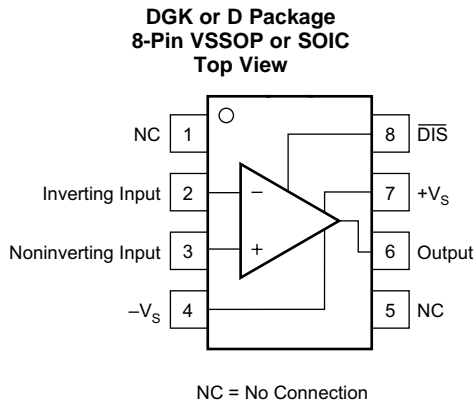 DGK or D Package
8-Pin VSSOP or SOIC
Top View
NC 1
8 DIS
Inverting Input 2
−
7 +VS
Noninverting Input 3
+
6 Output
–VS 4
5 NC
NC = No Connection